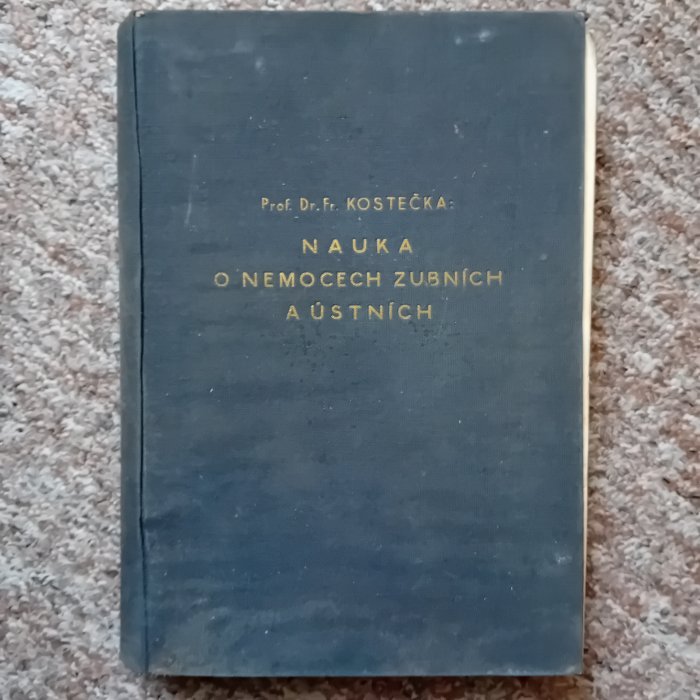 Prof. Dr. Fr. KOSTEČKA:
NAUKA
O NEMOCECH ZUBNÍCH
A ÚSTNÍCH